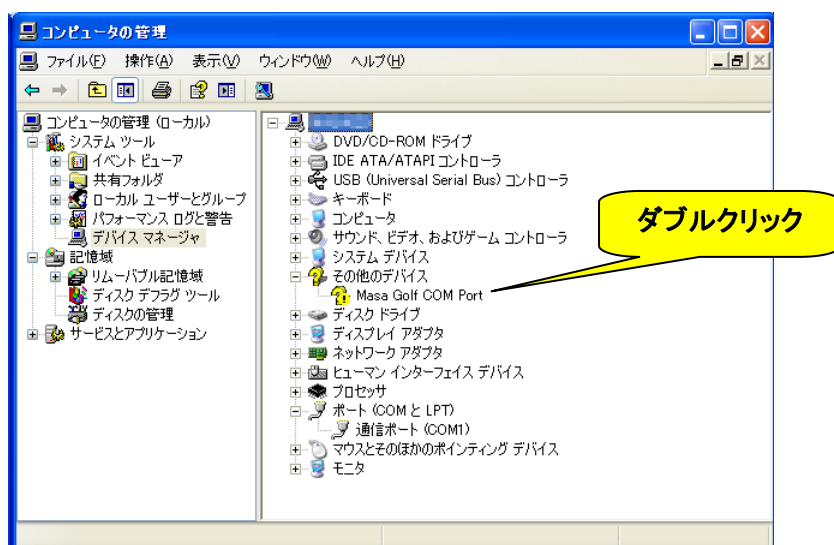 コンピュータの管理
ファイル(F) 操作(A) 表示(V) ウィンドウ(W) ヘルプ(H)
コンピュータの管理 (ローカル)
システム ツール
イベント ビューア
共有フォルダ
ローカル ユーザーとグループ
パフォーマンス ログと警告
デバイス マネージャ
記憶域
リムーバブル記憶域
ディスク デフラグ ツール
ディスクの管理
サービスとアプリケーション
DVD/CD-ROM ドライブ
IDE ATA/ATAPI コントローラ
USB (Universal Serial Bus) コントローラ
キーボード
コンピュータ
サウンド、ビデオ、およびゲーム コントローラ
システム デバイス
その他のデバイス
Masa Golf COM Port
ディスク ドライブ
ディスプレイ アダプタ
ネットワーク アダプタ
ヒューマン インターフェイス デバイス
プロセッサ
ポート (COM と LPT)
通信ポート (COM1)
マウスとそのほかのポインティング デバイス
モニタ
ダブルクリック